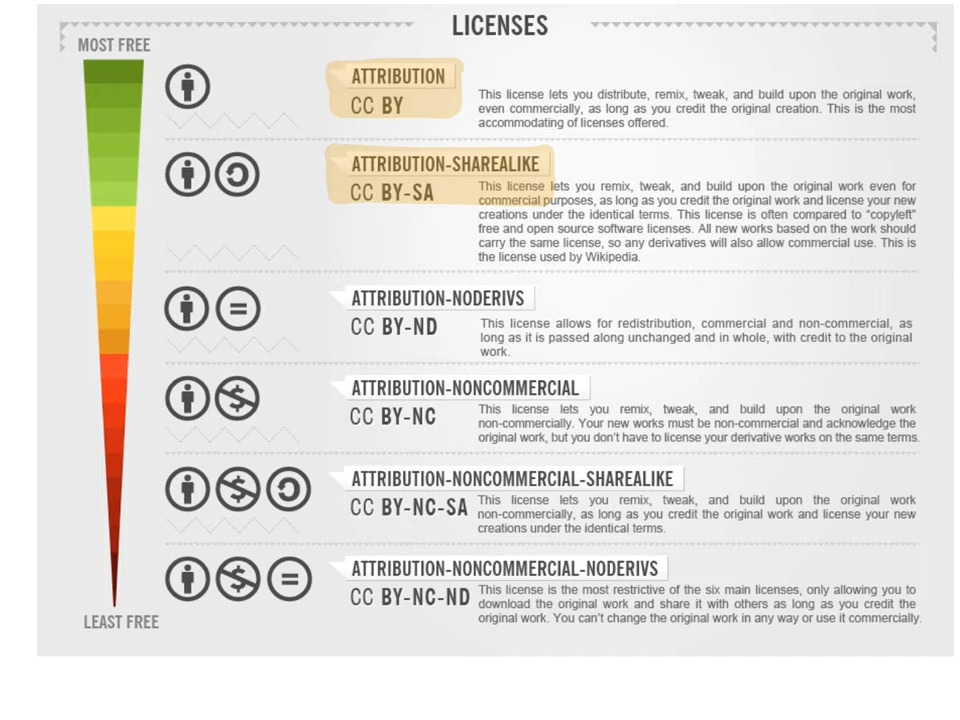 LICENSES
MOST FREE
ATTRIBUTION
CC BY
This license lets you distribute, remix, tweak, and build upon the original work,
even commercially, as long as you credit the original creation. This is the most
accommodating of licenses offered.
ATTRIBUTION-SHAREALIKE
CC BY-SA
This license lets you remix, tweak, and build upon the original work even for
commercial purposes, as long as you credit the original work and license your new
creations under the identical terms. This license is often compared to “copyleft”
free and open source software licenses. All new works based on the work should
carry the same license, so any derivatives will also allow commercial use. This is
the license used by Wikipedia.
ATTRIBUTION-NODERIVS
CC BY-ND
This license allows for redistribution, commercial and non-commercial, as
long as it is passed along unchanged and in whole, with credit to the original
work.
ATTRIBUTION-NONCOMMERCIAL
CC BY-NC
This license lets you remix, tweak, and build upon the original work
non-commercially. Your new works must be non-commercial and acknowledge the
original work, but you don’t have to license your derivative works on the same terms.
ATTRIBUTION-NONCOMMERCIAL-SHAREALIKE
CC BY-NC-SA
This license lets you remix, tweak, and build upon the original work
non-commercially, as long as you credit the original work and license your new
creations under the identical terms.
ATTRIBUTION-NONCOMMERCIAL-NODERIVS
CC BY-NC-ND
This license is the most restrictive of the six main licenses, only allowing you to
download the original work and share it with others as long as you credit the
original work. You can’t change the original work in any way or use it commercially.
LEAST FREE